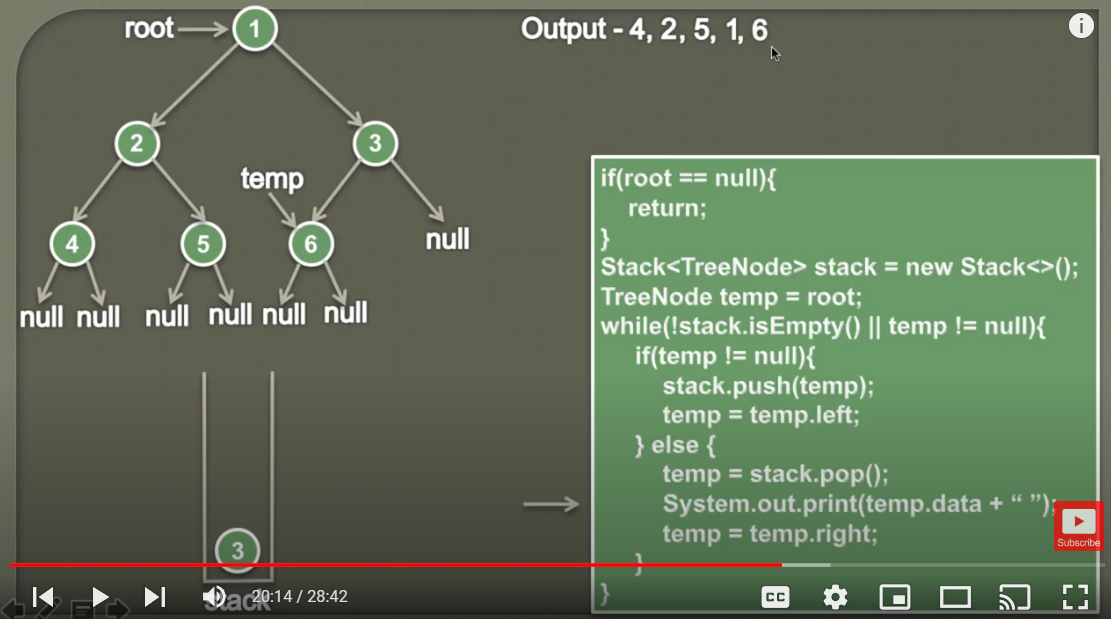 root
1
Output - 4, 2, 5, 1, 6
i
2
3
temp
4
5
6
null
null null null null null null
if(root == null){
return;
}
Stack<TreeNode> stack = new Stack<>();
TreeNode temp = root;
while(!stack.isEmpty() || temp != null){
if(temp != null){
stack.push(temp);
temp = temp.left;
} else {
temp = stack.pop();
System.out.print(temp.data + “ ”);
temp = temp.right;
}
}
3
stack
Subscribe
20:14 / 28:42
CC